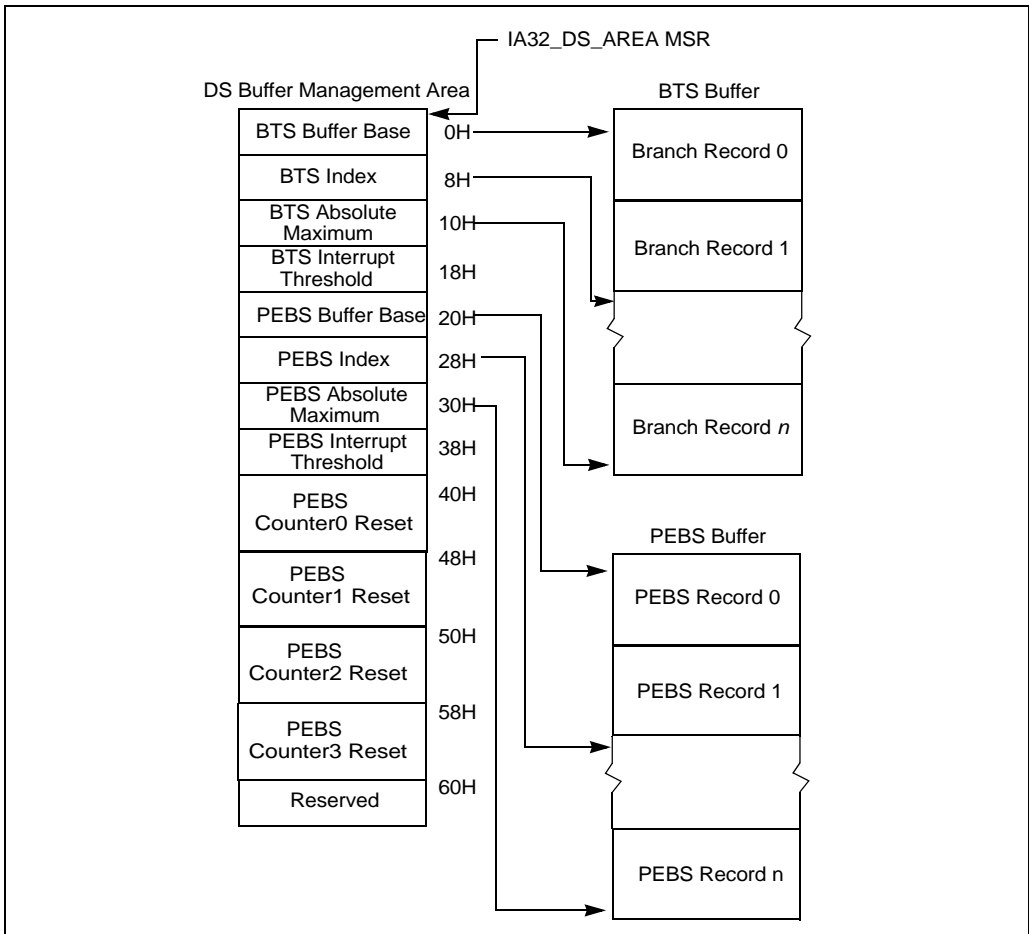 IA32_DS_AREA MSR
DS Buffer Management Area
BTS Buffer Base
0H
BTS Index
8H
BTS Absolute
Maximum
10H
BTS Interrupt
Threshold
18H
PEBS Buffer Base
20H
PEBS Index
28H
PEBS Absolute
Maximum
30H
PEBS Interrupt
Threshold
38H
PEBS
Counter0 Reset
40H
PEBS
Counter1 Reset
48H
PEBS
Counter2 Reset
50H
PEBS
Counter3 Reset
58H
Reserved
60H
BTS Buffer
Branch Record 0
Branch Record 1
Branch Record n
PEBS Buffer
PEBS Record 0
PEBS Record 1
PEBS Record n